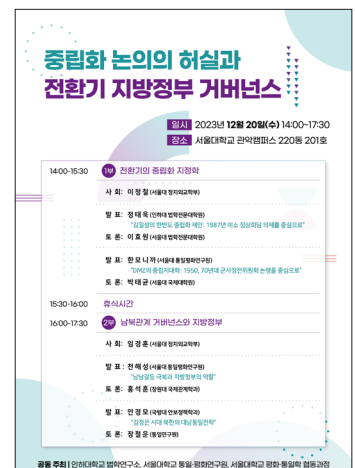 중립화 논의의 허실과
전환기 지방정부 거버넌스
일시 2023년 12월 20일(수) 14:00~17:30
장소 서울대학교 관악캠퍼스 220동 201호
14:00-15:30 1부 전환기의 중립화 지정학
사 회: 이정철 (서울대 정치외교학부)
발 표: 정태욱 (인하대 법학전문대학원)
"김일성의 한반도 중립화 제안: 1987년 미소 정상회담 의제를 중심으로"
토 론: 이효원 (서울대 법학전문대학원)
발 표: 한모니까 (서울대 통일평화연구원)
"DMZ의 중립지대화: 1950, 70년대 군사정전위원회 논쟁을 중심으로"
토 론: 박태균 (서울대 국제대학원)
15:30-16:00 휴식시간
16:00-17:30 2부 남북관계 거버넌스와 지방정부
사 회: 임경훈 (서울대 정치외교학부)
발 표: 천해성 (서울대 통일평화연구원)
"남남갈등 극복과 지방정부의 역할"
토 론: 홍석훈 (창원대 국제관계학과)
발 표: 안경모 (국방대 안보정책학과)
"김정은 시대 북한의 대남통일전략"
토 론: 장철운 (통일연구원)
공동 주최 | 인하대학교 법학연구소, 서울대학교 통일·평화연구원, 서울대학교 평화·통일학 협동과정